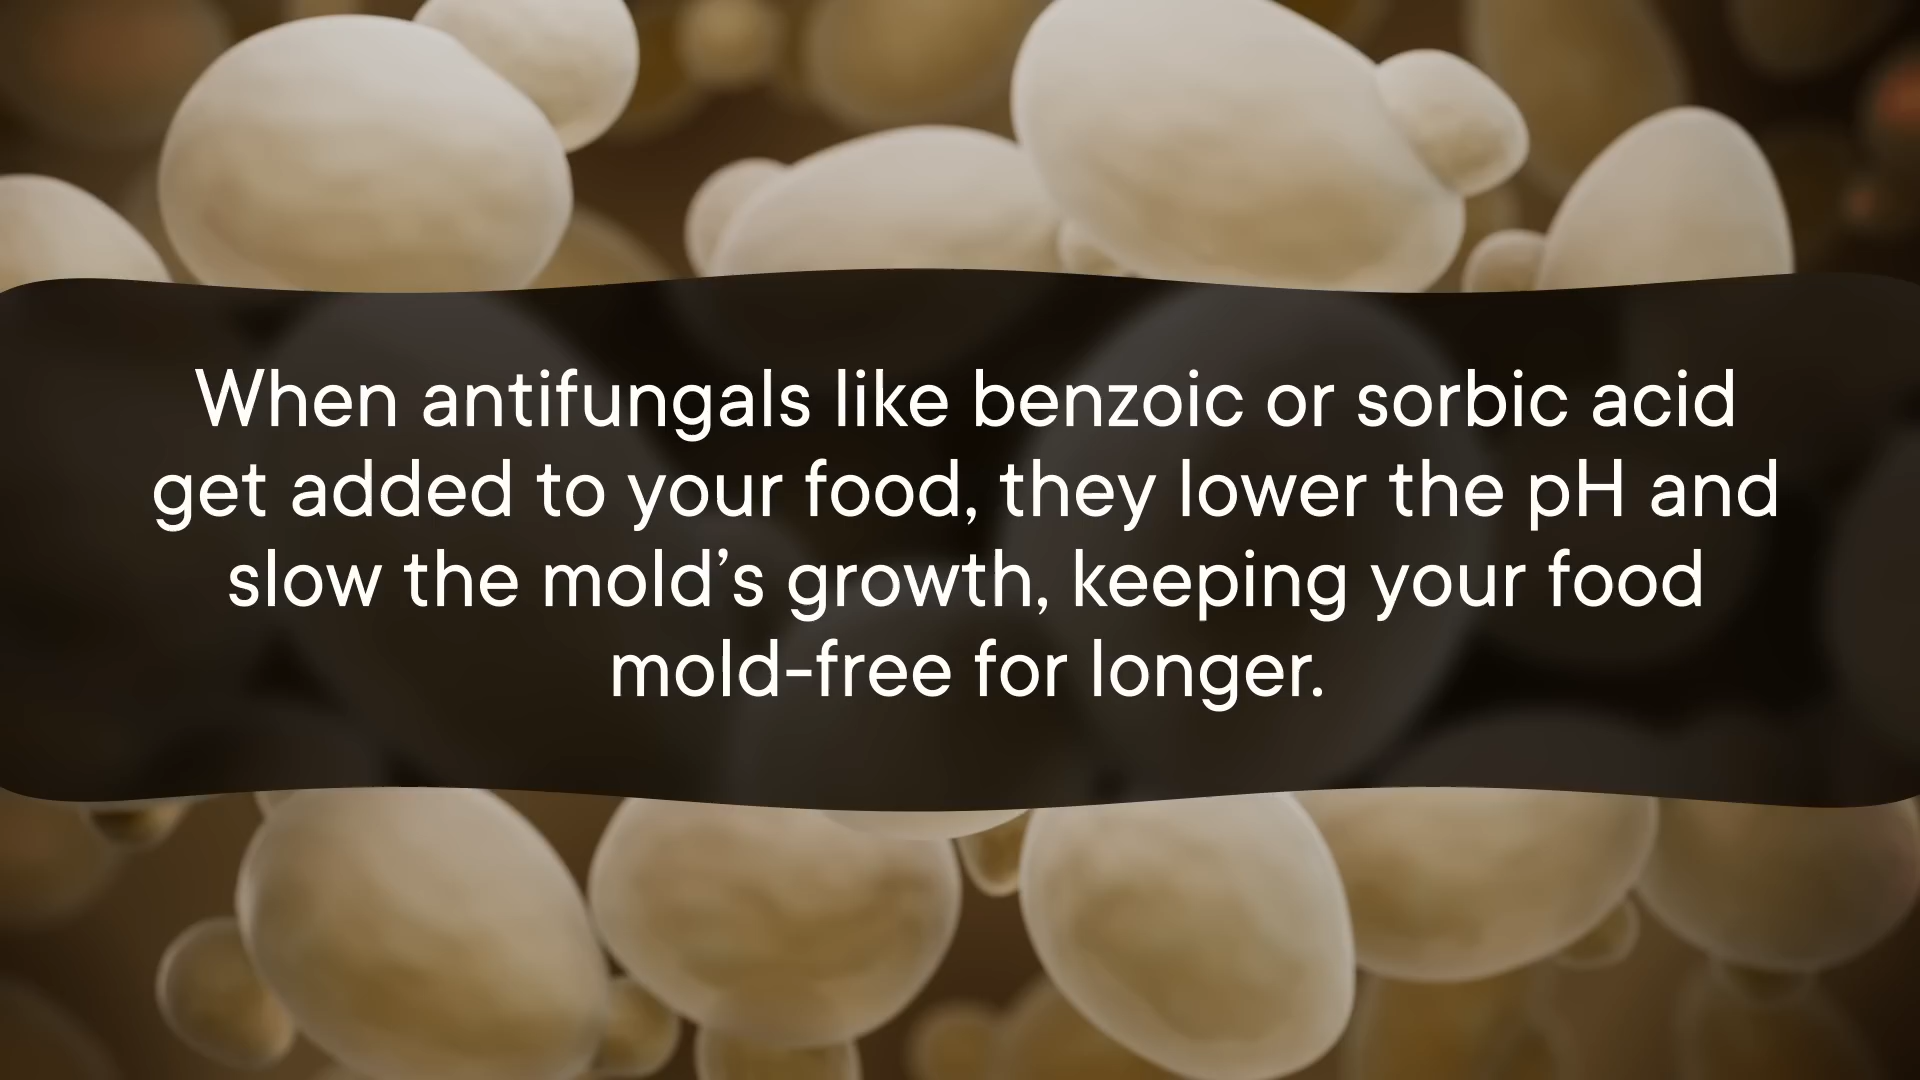 When antifungals like benzoic or sorbic acid
get added to your food, they lower the pH and
slow the mold’s growth, keeping your food
mold-free for longer.